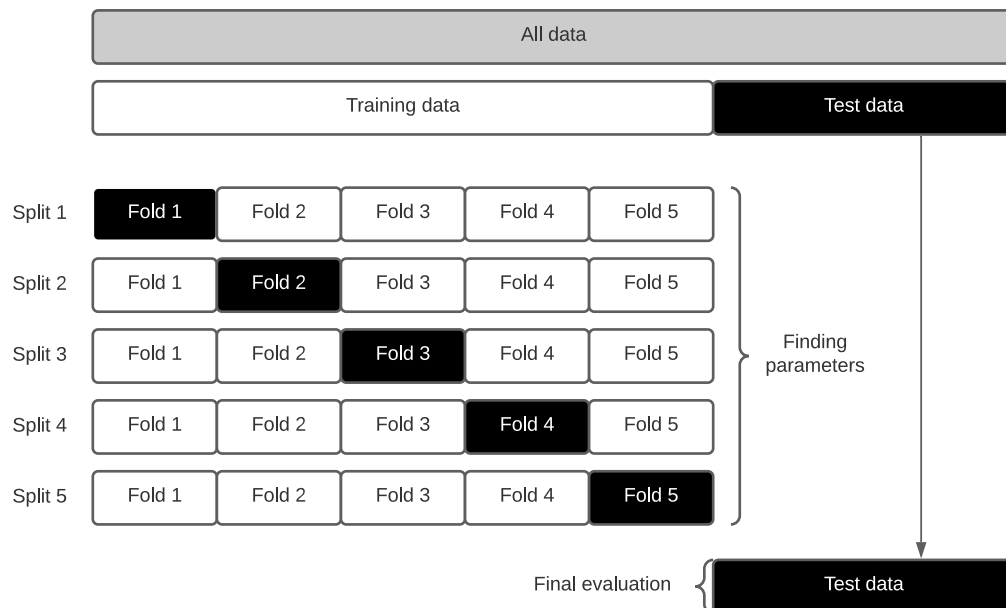 All data
Training data Test data
Split 1 Fold 1 Fold 2 Fold 3 Fold 4 Fold 5
Split 2 Fold 1 Fold 2 Fold 3 Fold 4 Fold 5
Split 3 Fold 1 Fold 2 Fold 3 Fold 4 Fold 5
Finding
parameters
Split 4 Fold 1 Fold 2 Fold 3 Fold 4 Fold 5
Split 5 Fold 1 Fold 2 Fold 3 Fold 4 Fold 5
Final evaluation Test data